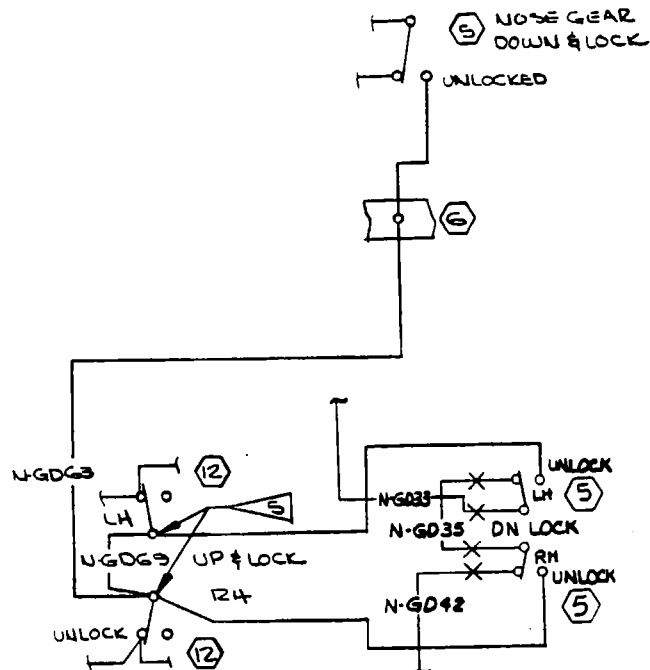 5 NOSE GEAR
DOWN & LOCK
UNLOCKED
6
N-GD63
12
LH
5
N-GD69
UP & LOCK
RH
UNLOCK
12
UNLOCK
LH
5
N-GD33
N-GD35
DN LOCK
RH
UNLOCK
5
N-GD42